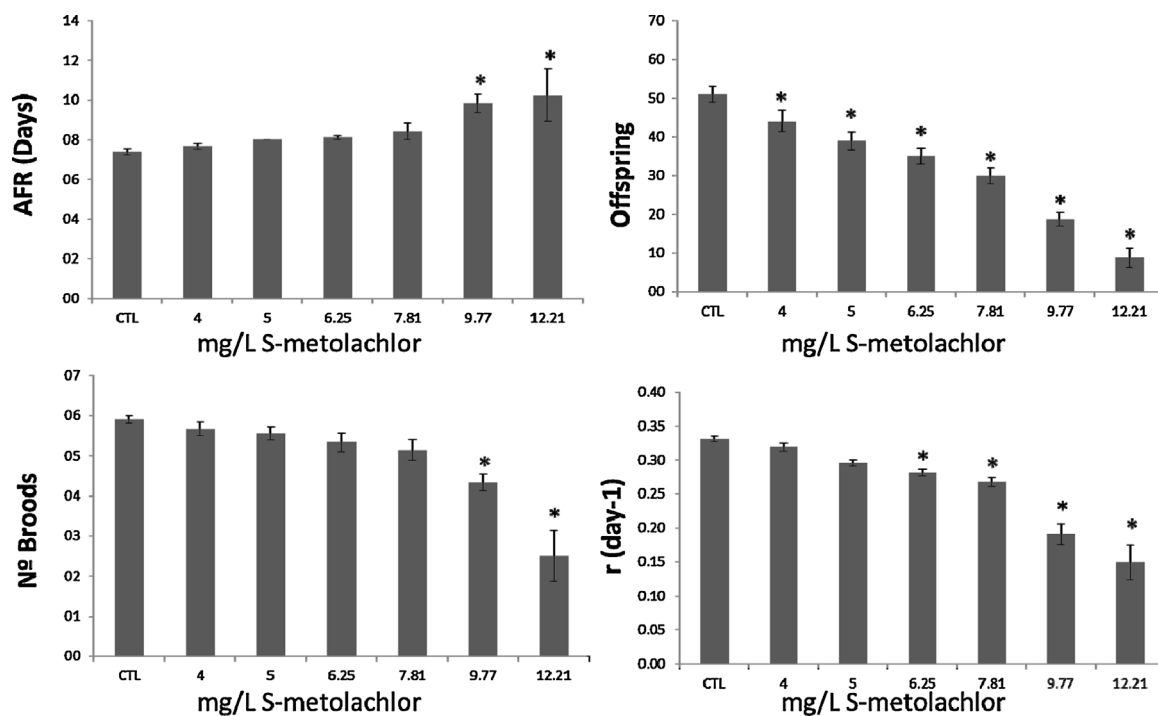 AFR (Days)
14
12
10
08
06
04
02
00
* *
CTL 4 5 6.25 7.81 9.77 12.21
mg/L S-metolachlor
Offspring
70
60
50
40
30
20
10
00
* * * * * *
CTL 4 5 6.25 7.81 9.77 12.21
mg/L S-metolachlor
Nº Broods
07
06
05
04
03
02
01
00
* *
CTL 4 5 6.25 7.81 9.77 12.21
mg/L S-metolachlor
r (day-1)
0.40
0.35
0.30
0.25
0.20
0.15
0.10
0.05
0.00
* * * *
CTL 4 5 6.25 7.81 9.77 12.21
mg/L S-metolachlor